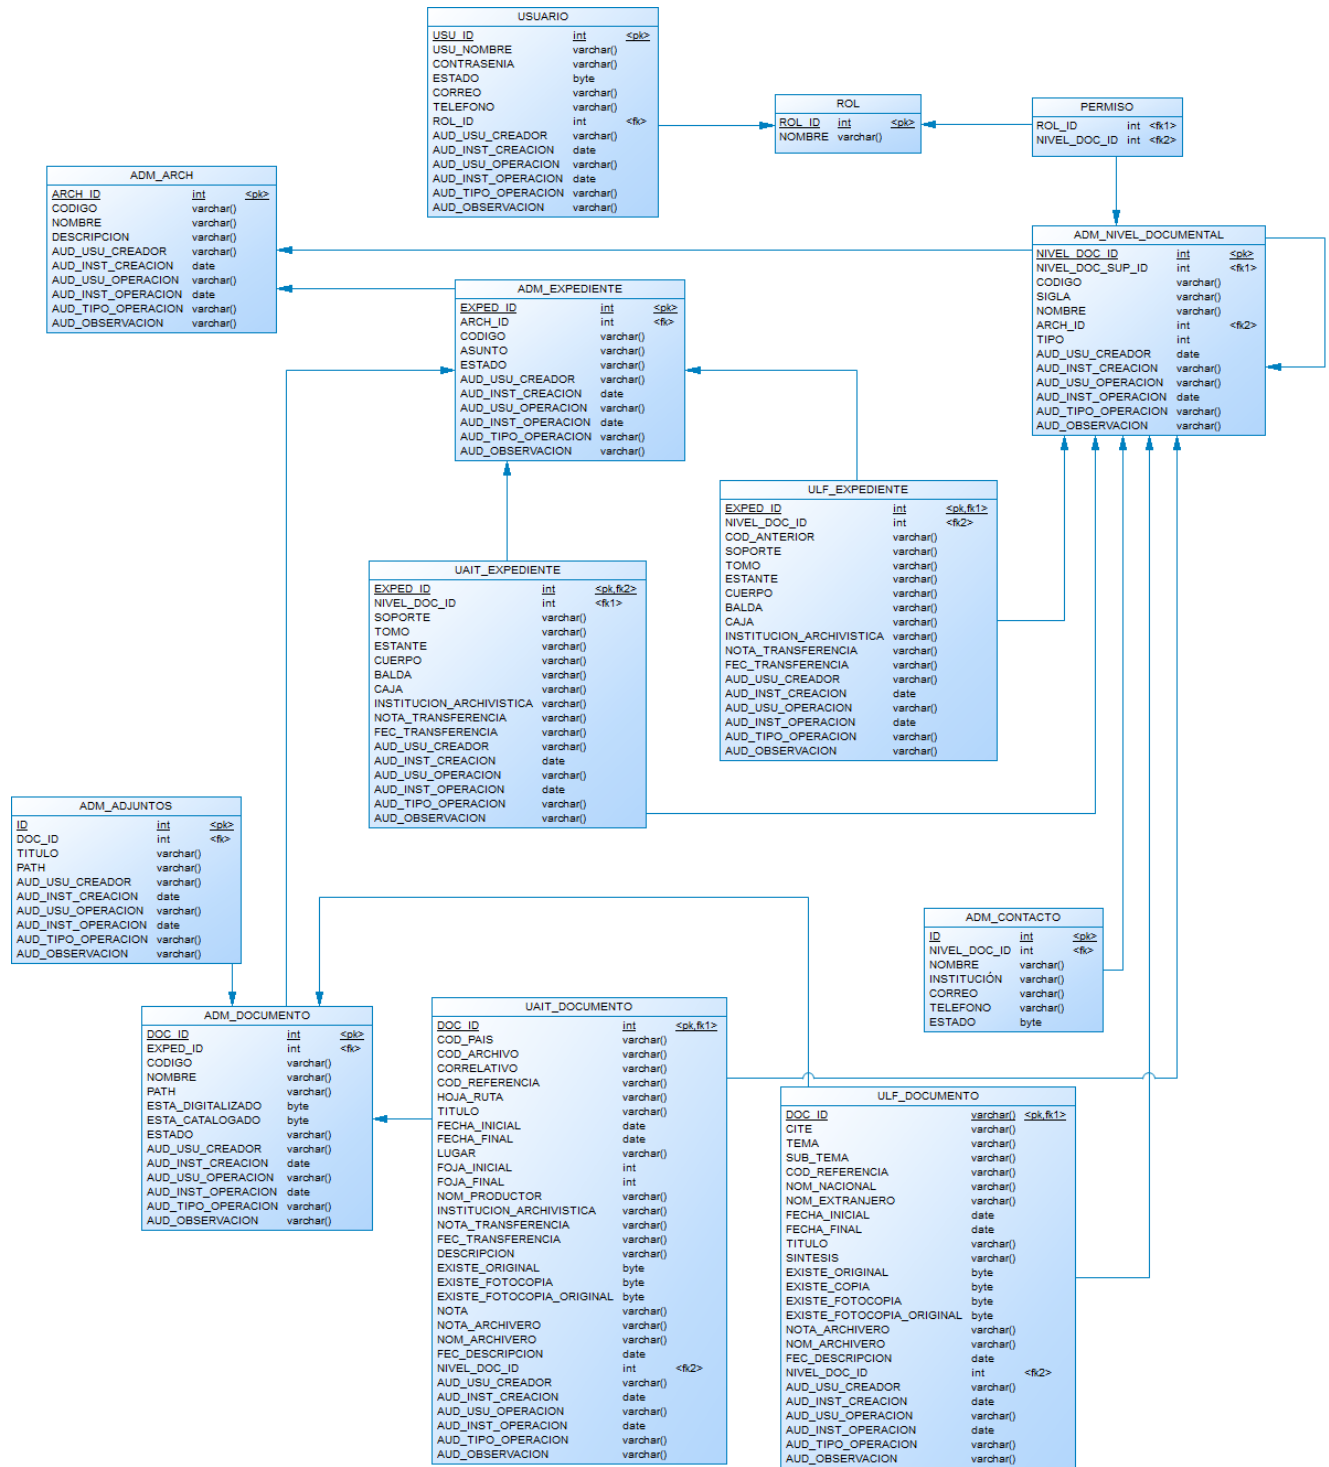 USUARIO
USU_ID int <pk>
USU_NOMBRE varchar()
CONTRASENIA varchar()
ESTADO byte
CORREO varchar()
TELEFONO varchar()
ROL_ID int <fk>
AUD_USU_CREADOR varchar()
AUD_INST_CREACION date
AUD_USU_OPERACION varchar()
AUD_INST_OPERACION date
AUD_TIPO_OPERACION varchar()
AUD_OBSERVACION varchar()
ROL
ROL_ID int <pk>
NOMBRE varchar()
PERMISO
ROL_ID int <fk1>
NIVEL_DOC_ID int <fk2>
ADM_ARCH
ARCH_ID int <pk>
CODIGO varchar()
NOMBRE varchar()
DESCRIPCION varchar()
AUD_USU_CREADOR varchar()
AUD_INST_CREACION date
AUD_USU_OPERACION varchar()
AUD_INST_OPERACION date
AUD_TIPO_OPERACION varchar()
AUD_OBSERVACION varchar()
ADM_NIVEL_DOCUMENTAL
NIVEL_DOC_ID int <pk>
NIVEL_DOC_SUP_ID int <fk1>
CODIGO varchar()
SIGLA varchar()
NOMBRE varchar()
ARCH_ID int <fk2>
TIPO int
AUD_USU_CREADOR date
AUD_INST_CREACION varchar()
AUD_USU_OPERACION varchar()
AUD_INST_OPERACION date
AUD_TIPO_OPERACION varchar()
AUD_OBSERVACION varchar()
ADM_EXPEDIENTE
EXPED_ID int <pk>
ARCH_ID int <fk>
CODIGO varchar()
ASUNTO varchar()
ESTADO varchar()
AUD_USU_CREADOR varchar()
AUD_INST_CREACION date
AUD_USU_OPERACION varchar()
AUD_INST_OPERACION date
AUD_TIPO_OPERACION varchar()
AUD_OBSERVACION varchar()
ULF_EXPEDIENTE
EXPED_ID int <pk,fk1>
NIVEL_DOC_ID int <fk2>
COD_ANTERIOR varchar()
SOPORTE varchar()
TOMO varchar()
ESTANTE varchar()
CUERPO varchar()
BALDA varchar()
CAJA varchar()
INSTITUCION_ARCHIVISTICA varchar()
NOTA_TRANSFERENCIA varchar()
FEC_TRANSFERENCIA varchar()
AUD_USU_CREADOR varchar()
AUD_INST_CREACION date
AUD_USU_OPERACION varchar()
AUD_INST_OPERACION date
AUD_TIPO_OPERACION varchar()
AUD_OBSERVACION varchar()
UAIT_EXPEDIENTE
EXPED_ID int <pk,fk2>
NIVEL_DOC_ID int <fk1>
SOPORTE varchar()
TOMO varchar()
ESTANTE varchar()
CUERPO varchar()
BALDA varchar()
CAJA varchar()
INSTITUCION_ARCHIVISTICA varchar()
NOTA_TRANSFERENCIA varchar()
FEC_TRANSFERENCIA varchar()
AUD_USU_CREADOR varchar()
AUD_INST_CREACION date
AUD_USU_OPERACION varchar()
AUD_INST_OPERACION date
AUD_TIPO_OPERACION varchar()
AUD_OBSERVACION varchar()
ADM_ADJUNTOS
ID int <pk>
DOC_ID int <fk>
TITULO varchar()
PATH varchar()
AUD_USU_CREADOR varchar()
AUD_INST_CREACION date
AUD_USU_OPERACION varchar()
AUD_INST_OPERACION date
AUD_TIPO_OPERACION varchar()
AUD_OBSERVACION varchar()
ADM_CONTACTO
ID int <pk>
NIVEL_DOC_ID int <fk>
NOMBRE varchar()
INSTITUCIÓN varchar()
CORREO varchar()
TELEFONO varchar()
ESTADO byte
ADM_DOCUMENTO
DOC_ID int <pk>
EXPED_ID int <fk>
CODIGO varchar()
NOMBRE varchar()
PATH varchar()
ESTA_DIGITALIZADO byte
ESTA_CATALOGADO byte
ESTADO varchar()
AUD_USU_CREADOR varchar()
AUD_INST_CREACION date
AUD_USU_OPERACION varchar()
AUD_INST_OPERACION date
AUD_TIPO_OPERACION varchar()
AUD_OBSERVACION varchar()
UAIT_DOCUMENTO
DOC_ID int <pk,fk1>
COD_PAIS varchar()
COD_ARCHIVO varchar()
CORRELATIVO varchar()
COD_REFERENCIA varchar()
HOJA_RUTA varchar()
TITULO varchar()
FECHA_INICIAL date
FECHA_FINAL date
LUGAR varchar()
FOJA_INICIAL int
FOJA_FINAL int
NOM_PRODUCTOR varchar()
INSTITUCION_ARCHIVISTICA varchar()
NOTA_TRANSFERENCIA varchar()
FEC_TRANSFERENCIA varchar()
DESCRIPCION varchar()
EXISTE_ORIGINAL byte
EXISTE_FOTOCOPIA byte
EXISTE_FOTOCOPIA_ORIGINAL byte
NOTA varchar()
NOTA_ARCHIVERO varchar()
NOM_ARCHIVERO varchar()
FEC_DESCRIPCION date
NIVEL_DOC_ID int <fk2>
AUD_USU_CREADOR varchar()
AUD_INST_CREACION date
AUD_USU_OPERACION varchar()
AUD_INST_OPERACION date
AUD_TIPO_OPERACION varchar()
AUD_OBSERVACION varchar()
ULF_DOCUMENTO
DOC_ID varchar() <pk,fk1>
CITE varchar()
TEMA varchar()
SUB_TEMA varchar()
COD_REFERENCIA varchar()
NOM_NACIONAL varchar()
NOM_EXTRANJERO varchar()
FECHA_INICIAL date
FECHA_FINAL date
TITULO varchar()
SINTESIS varchar()
EXISTE_ORIGINAL byte
EXISTE_COPIA byte
EXISTE_FOTOCOPIA byte
EXISTE_FOTOCOPIA_ORIGINAL byte
NOTA_ARCHIVERO varchar()
NOM_ARCHIVERO varchar()
FEC_DESCRIPCION date
NIVEL_DOC_ID int <fk2>
AUD_USU_CREADOR varchar()
AUD_INST_CREACION date
AUD_USU_OPERACION varchar()
AUD_INST_OPERACION date
AUD_TIPO_OPERACION varchar()
AUD_OBSERVACION varchar()